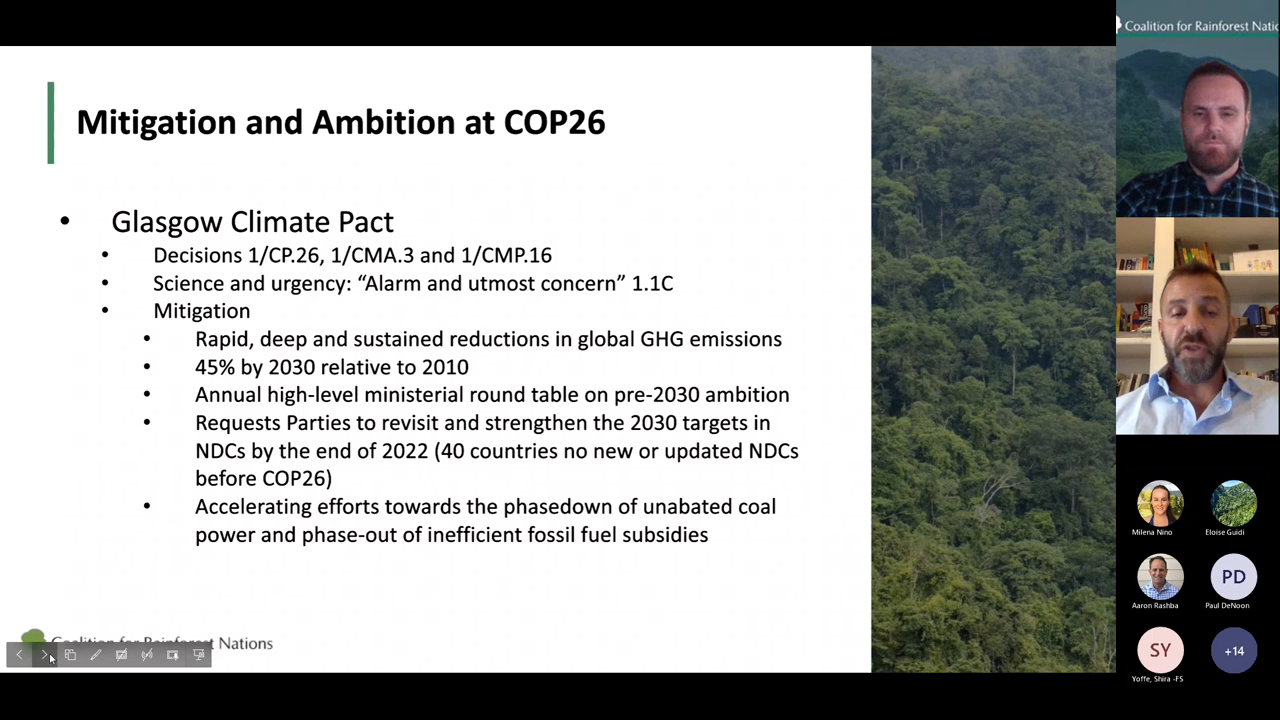 Coalition for Rainforest Natio
Mitigation and Ambition at COP26
• Glasgow Climate Pact
• Decisions 1/CP.26, 1/CMA.3 and 1/CMP.16
• Science and urgency: “Alarm and utmost concern” 1.1C
• Mitigation
• Rapid, deep and sustained reductions in global GHG emissions
• 45% by 2030 relative to 2010
• Annual high-level ministerial round table on pre-2030 ambition
• Requests Parties to revisit and strengthen the 2030 targets in
NDCs by the end of 2022 (40 countries no new or updated NDCs
before COP26)
• Accelerating efforts towards the phasedown of unabated coal
power and phase-out of inefficient fossil fuel subsidies
Coalition for Rainforest Nations
Milena Nino
Eloise Guidi
Aaron Rashba
PD
Paul DeNoon
SY
Yoffe, Shira -FS
+14